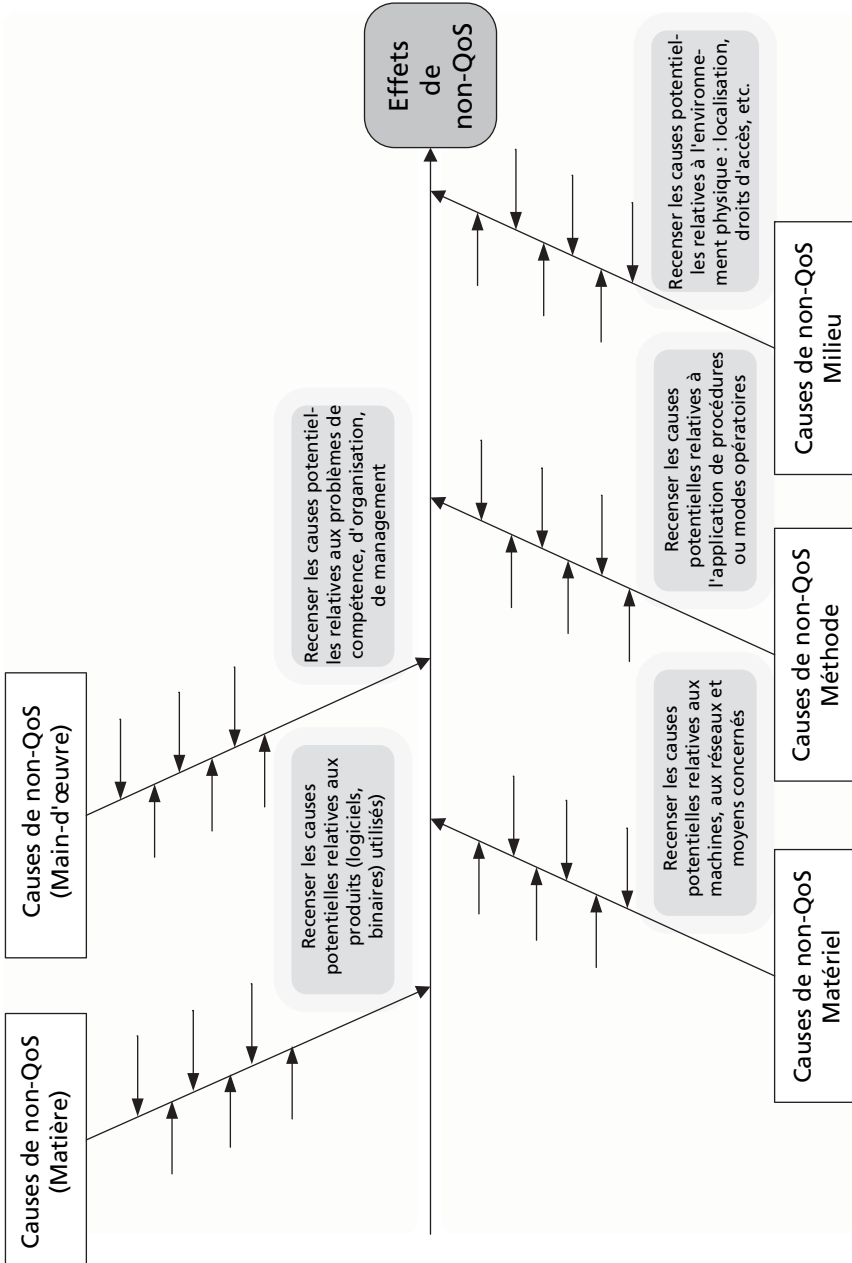 Causes de non-QoS
(Matière)
Causes de non-QoS
(Main-d'œuvre)
Recenser les causes
potentielles relatives aux
produits (logiciels,
binaires) utilisés)
Recenser les causes potentiel-
les relatives aux problèmes de
compétence, d'organisation,
de management
Effets
de
non-QoS
Recenser les causes
potentielles relatives aux
machines, aux réseaux et
moyens concernés
Recenser les causes
potentielles relatives à
l'application de procédures
ou modes opératoires
Recenser les causes potentiel-
les relatives à l'environne-
ment physique : localisation,
droits d'accès, etc.
Causes de non-QoS
Matériel
Causes de non-QoS
Méthode
Causes de non-QoS
Milieu